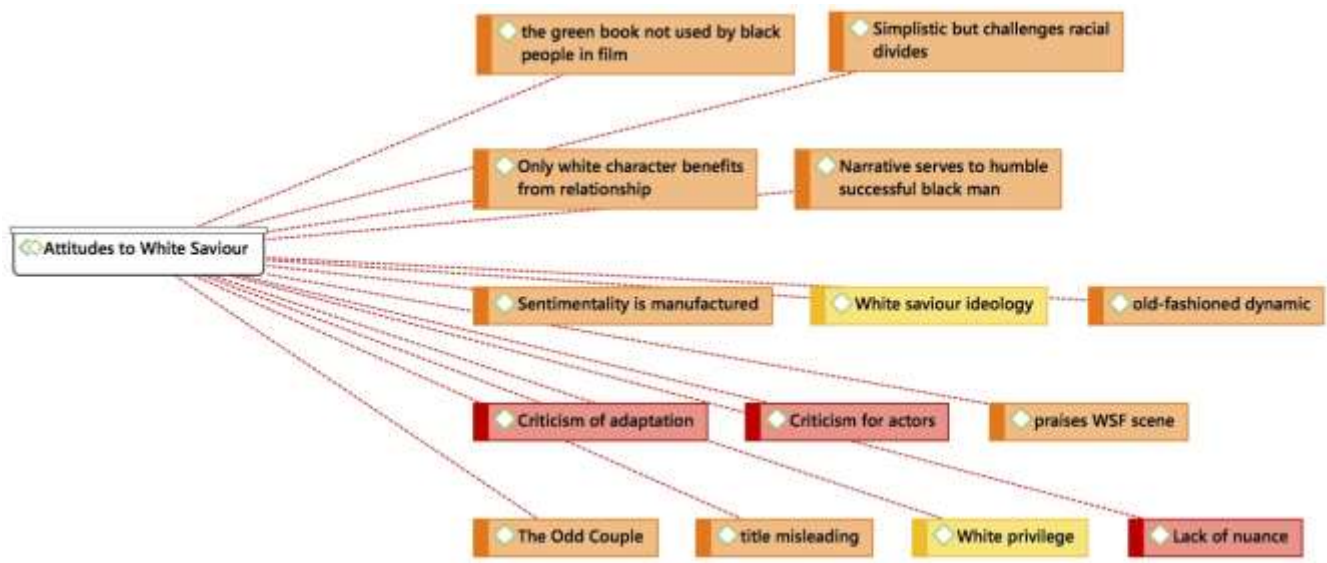 the green book not used by black
people in film
Simplistic but challenges racial
divides
Only white character benefits
from relationship
Narrative serves to humble
successful black man
Attitudes to White Saviour
Sentimentality is manufactured
White saviour ideology
old-fashioned dynamic
Criticism of adaptation
Criticism for actors
praises WSF scene
The Odd Couple
title misleading
White privilege
Lack of nuance